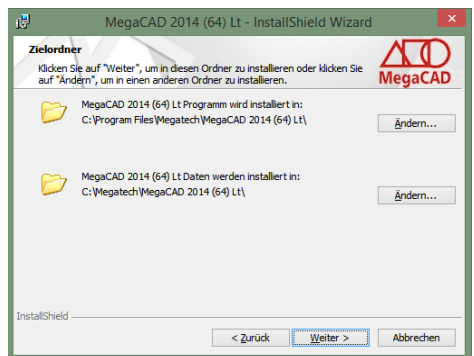 MegaCAD 2014 (64) Lt - InstallShield Wizard
Zielordner
Klicken Sie auf "Weiter", um in diesen Ordner zu installieren oder klicken Sie
auf "Ändern", um in einen anderen Ordner zu installieren.
MegaCAD
MegaCAD 2014 (64) Lt Programm wird installiert in:
C:\Program Files\Megatech\MegaCAD 2014 (64) Lt\
Ändern...
MegaCAD 2014 (64) Lt Daten werden installiert in:
C:\Megatech\MegaCAD 2014 (64) Lt\
Ändern...
InstallShield
< Zurück
Weiter >
Abbrechen